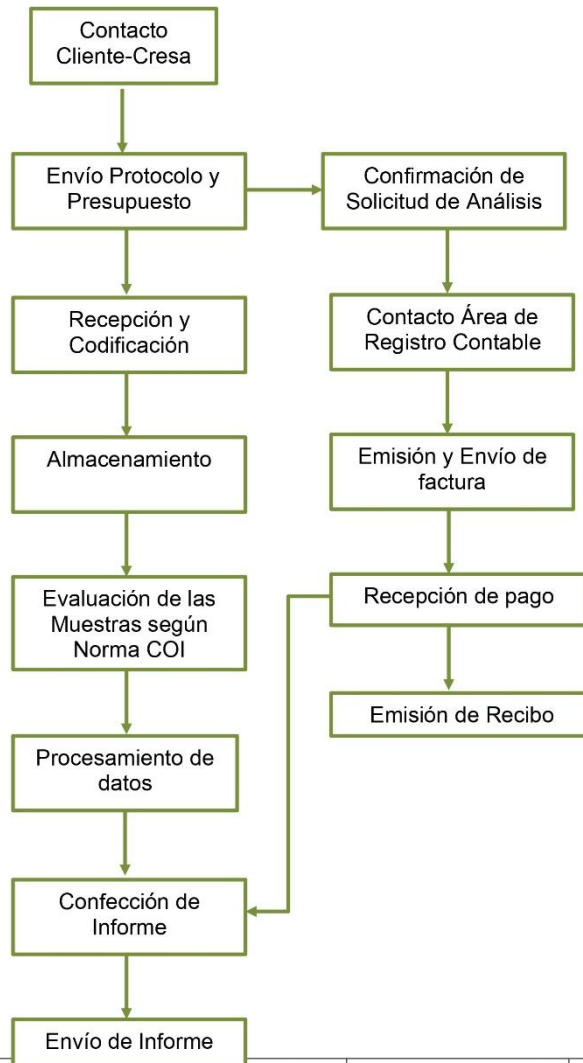 Contacto
Cliente-Cresa
Envío Protocolo y
Presupuesto
Confirmación de
Solicitud de Análisis
Recepción y
Codificación
Contacto Área de
Registro Contable
Almacenamiento
Emisión y Envío de
factura
Evaluación de las
Muestras según
Norma COI
Recepción de pago
Emisión de Recibo
Procesamiento de
datos
Confección de
Informe
Envío de Informe